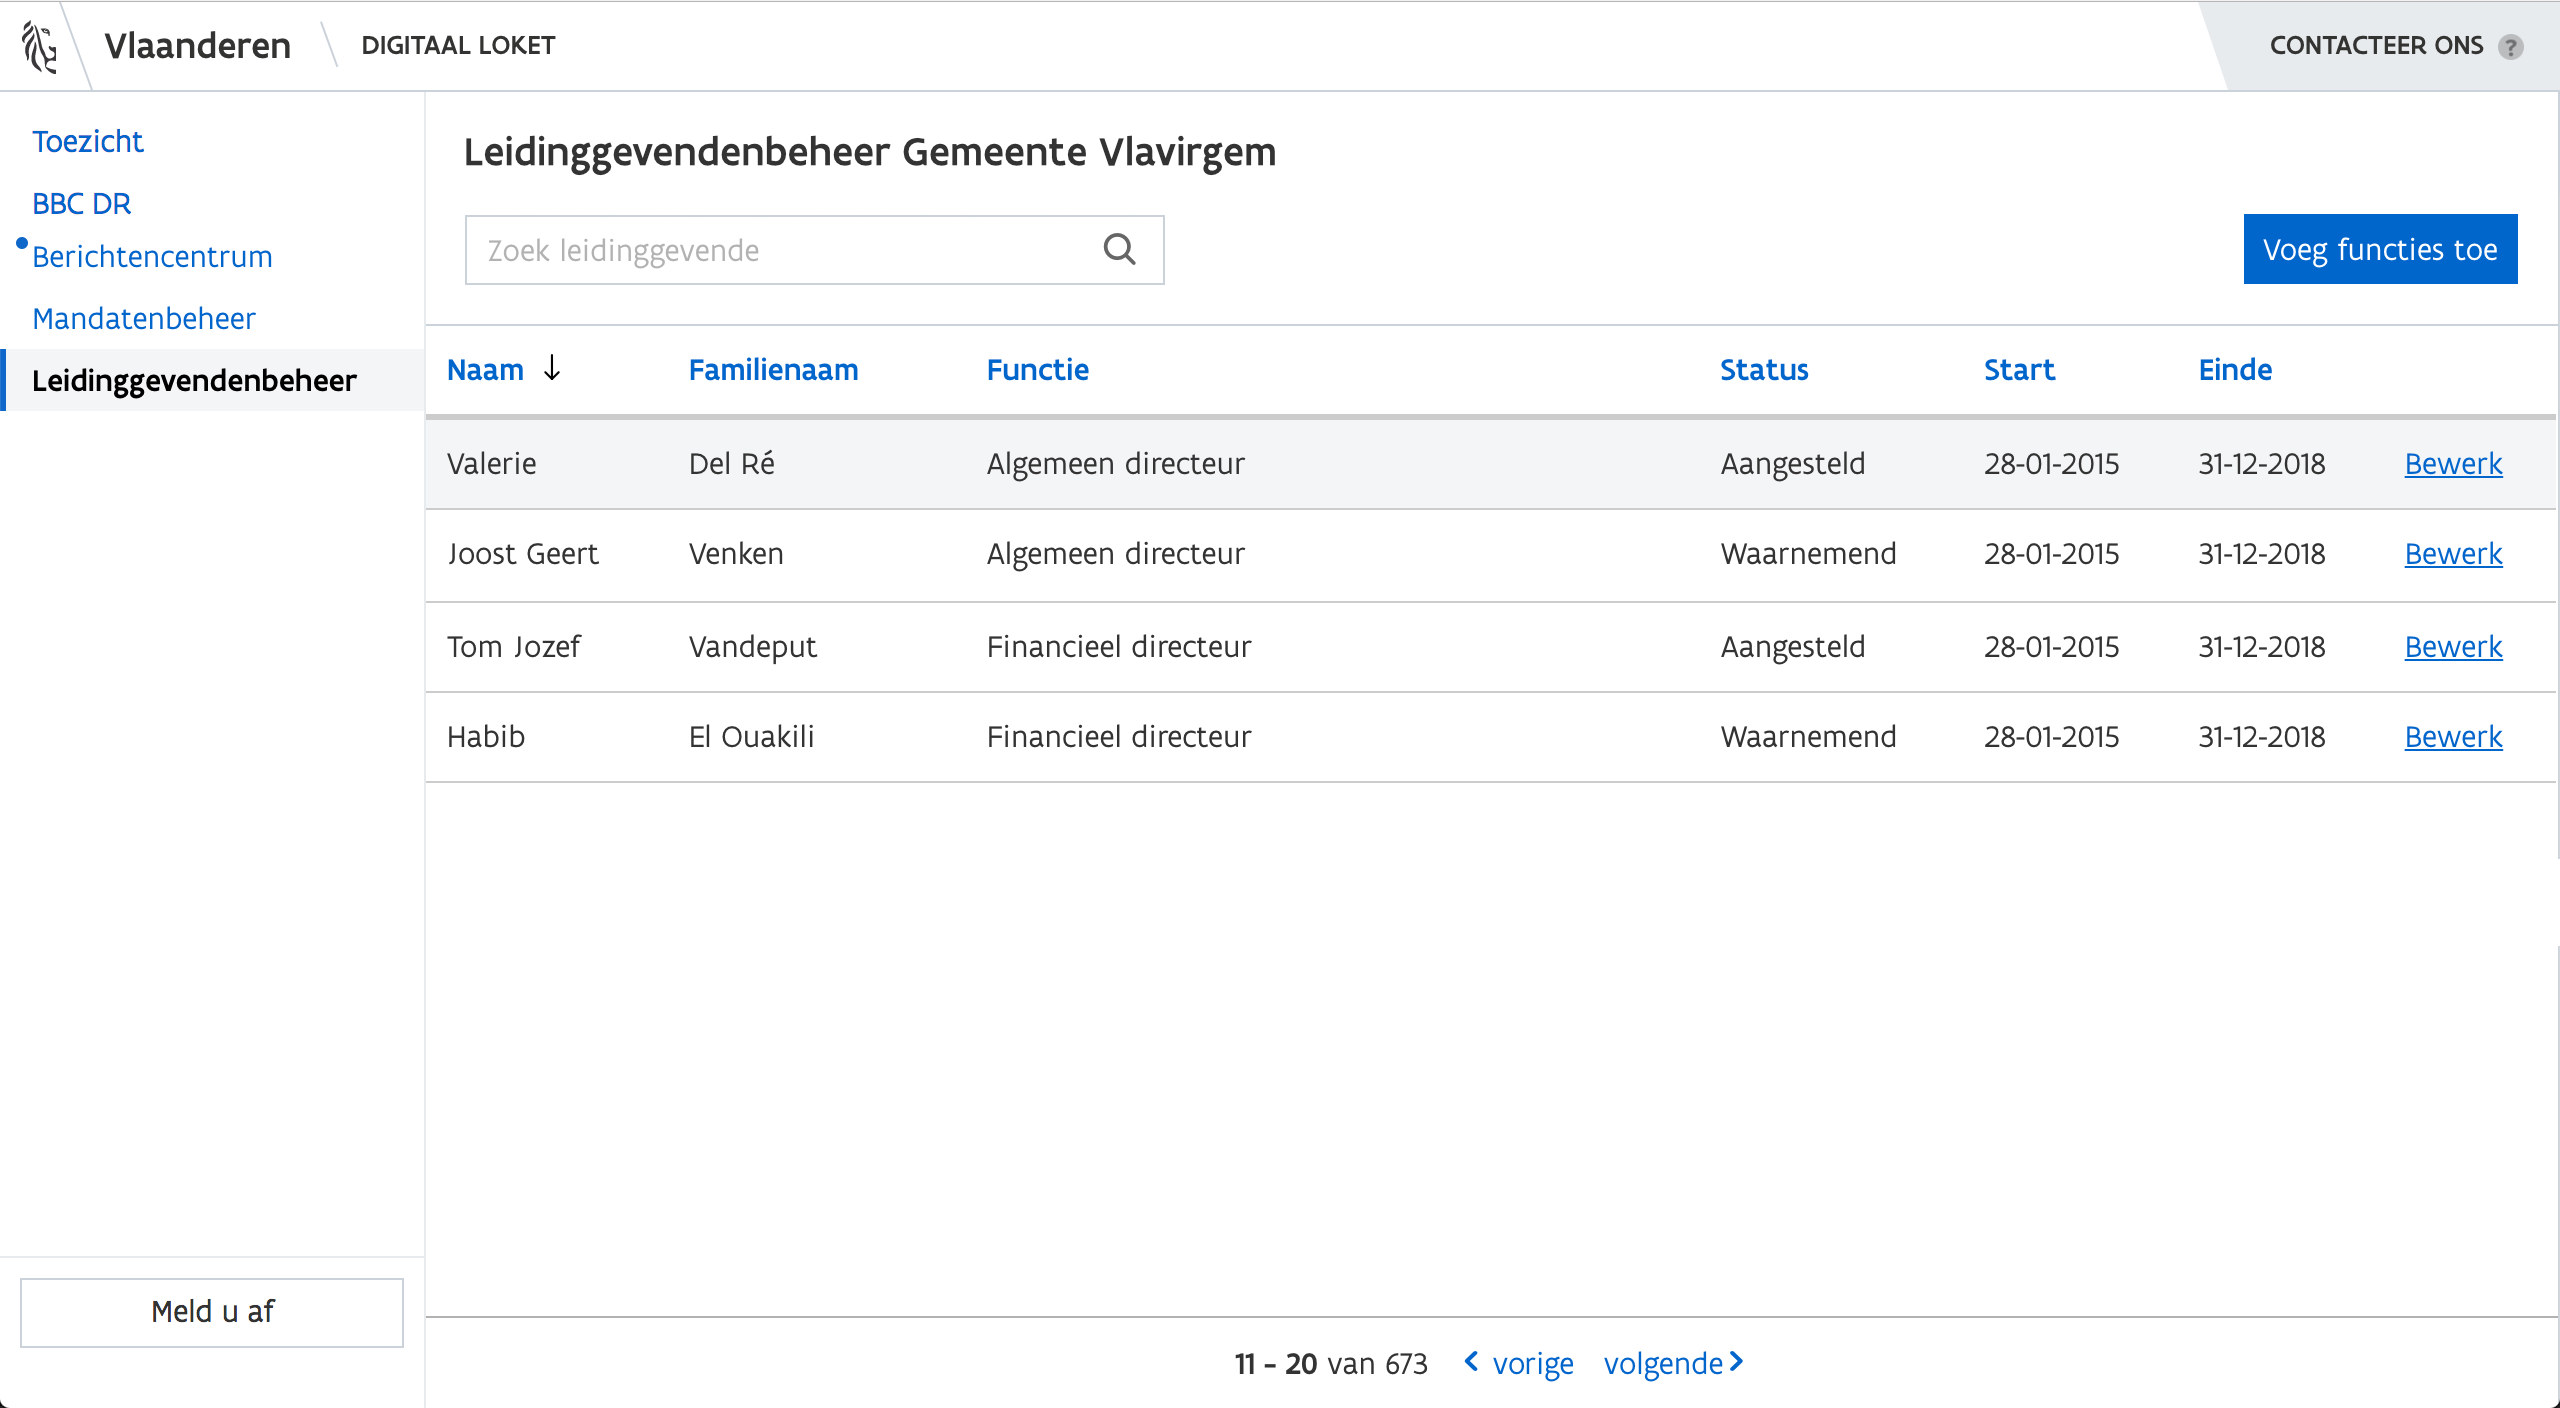 Vlaanderen DIGITAAL LOKET CONTACTEER ONS ?
Toezicht
BBC DR
Berichtencentrum
Mandatenbeheer
Leidinggevendenbeheer
Meld u af
Leidinggevendenbeheer Gemeente Vlavirgem
Zoek leidinggevende Voeg functies toe
Naam ↓ Familienaam Functie Status Start Einde
Valerie Del Ré Algemeen directeur Aangesteld 28-01-2015 31-12-2018 Bewerk
Joost Geert Venken Algemeen directeur Waarnemend 28-01-2015 31-12-2018 Bewerk
Tom Jozef Vandeput Financieel directeur Aangesteld 28-01-2015 31-12-2018 Bewerk
Habib El Ouakili Financieel directeur Waarnemend 28-01-2015 31-12-2018 Bewerk
11 - 20 van 673 vorige volgende